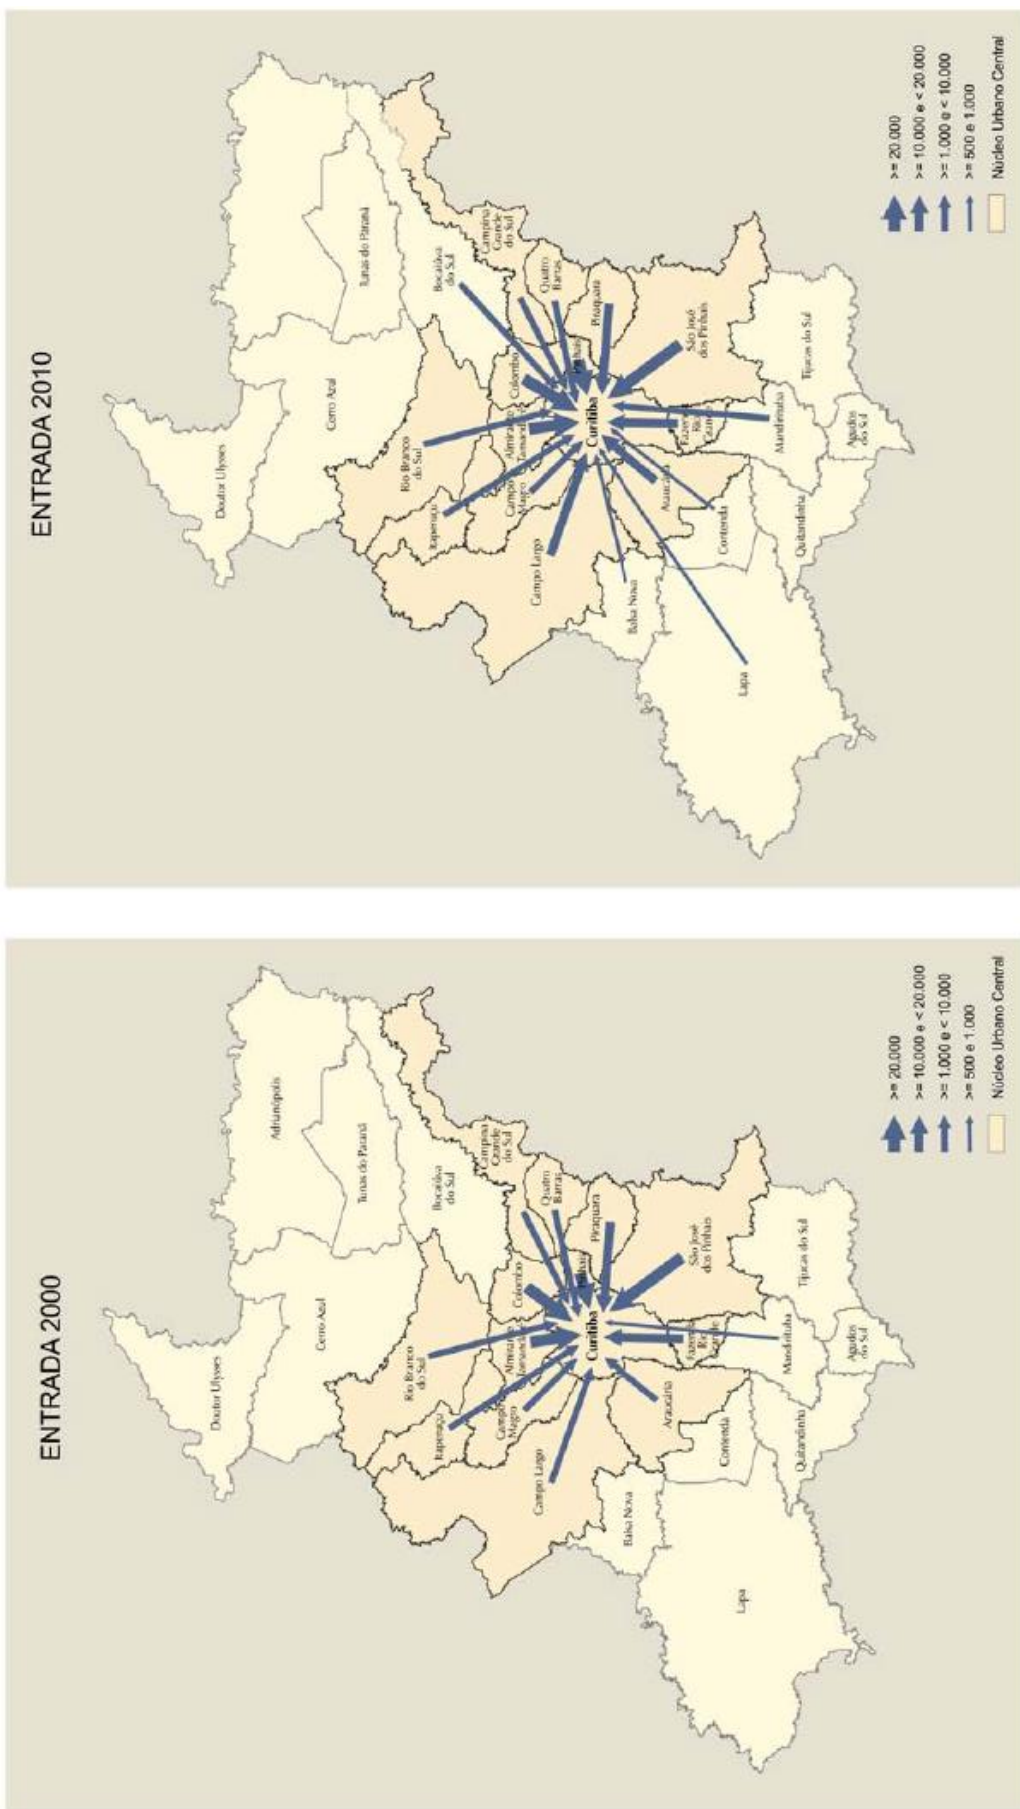 ENTRADA 2000
Doutor Ulysses
Adrianópolis
Cerro Azul
Tunas do Paraná
Rio Branco
do Sul
Bocaiúva
do Sul
Itaperuçu
Campina
Grande
do Sul
Almirante
Tamandaré
Colombo
Campo
Magro
Quatro
Barras
Campo Largo
Pinhais
Piraquara
Curitiba
Balsa Nova
Araucária
Fazenda
Rio
Grande
São José
dos Pinhais
Contenda
Lapa
Mandirituba
Quitandinha
Tijucas do Sul
Agudos
do Sul
>= 20.000
>= 10.000 e < 20.000
>= 1.000 e < 10.000
>= 500 e 1.000
Núcleo Urbano Central
ENTRADA 2010
Doutor Ulysses
Cerro Azul
Tunas do Paraná
Rio Branco
do Sul
Bocaiúva
do Sul
Itaperuçu
Campina
Grande
do Sul
Almirante
Tamandaré
Colombo
Campo
Magro
Quatro
Barras
Campo Largo
Pinhais
Piraquara
Curitiba
Balsa Nova
Araucária
Fazenda
Rio
Grande
São José
dos Pinhais
Contenda
Lapa
Mandirituba
Quitandinha
Tijucas do Sul
Agudos
do Sul
>= 20.000
>= 10.000 e < 20.000
>= 1.000 e < 10.000
>= 500 e 1.000
Núcleo Urbano Central